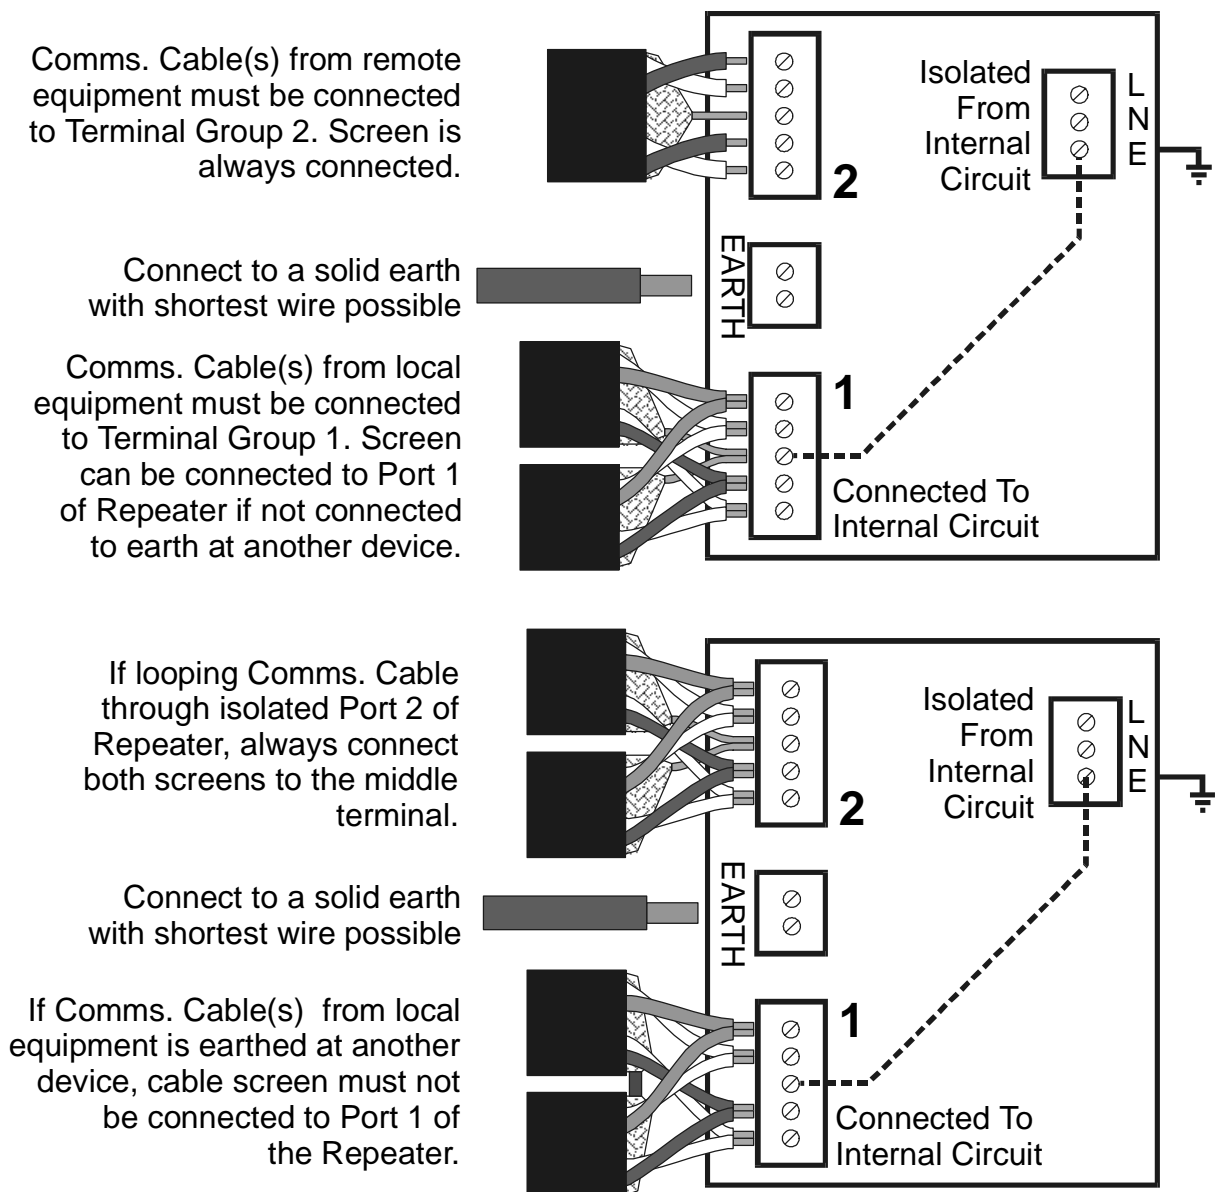 Comms. Cable(s) from remote
equipment must be connected
to Terminal Group 2. Screen is
always connected.
2
Isolated
From
Internal
Circuit
L
N
E
Connect to a solid earth
with shortest wire possible
EARTH
Comms. Cable(s) from local
equipment must be connected
to Terminal Group 1. Screen
can be connected to Port 1
of Repeater if not connected
to earth at another device.
1
Connected To
Internal Circuit
If looping Comms. Cable
through isolated Port 2 of
Repeater, always connect
both screens to the middle
terminal.
2
Isolated
From
Internal
Circuit
L
N
E
Connect to a solid earth
with shortest wire possible
EARTH
If Comms. Cable(s) from local
equipment is earthed at another
device, cable screen must not
be connected to Port 1 of
the Repeater.
1
Connected To
Internal Circuit